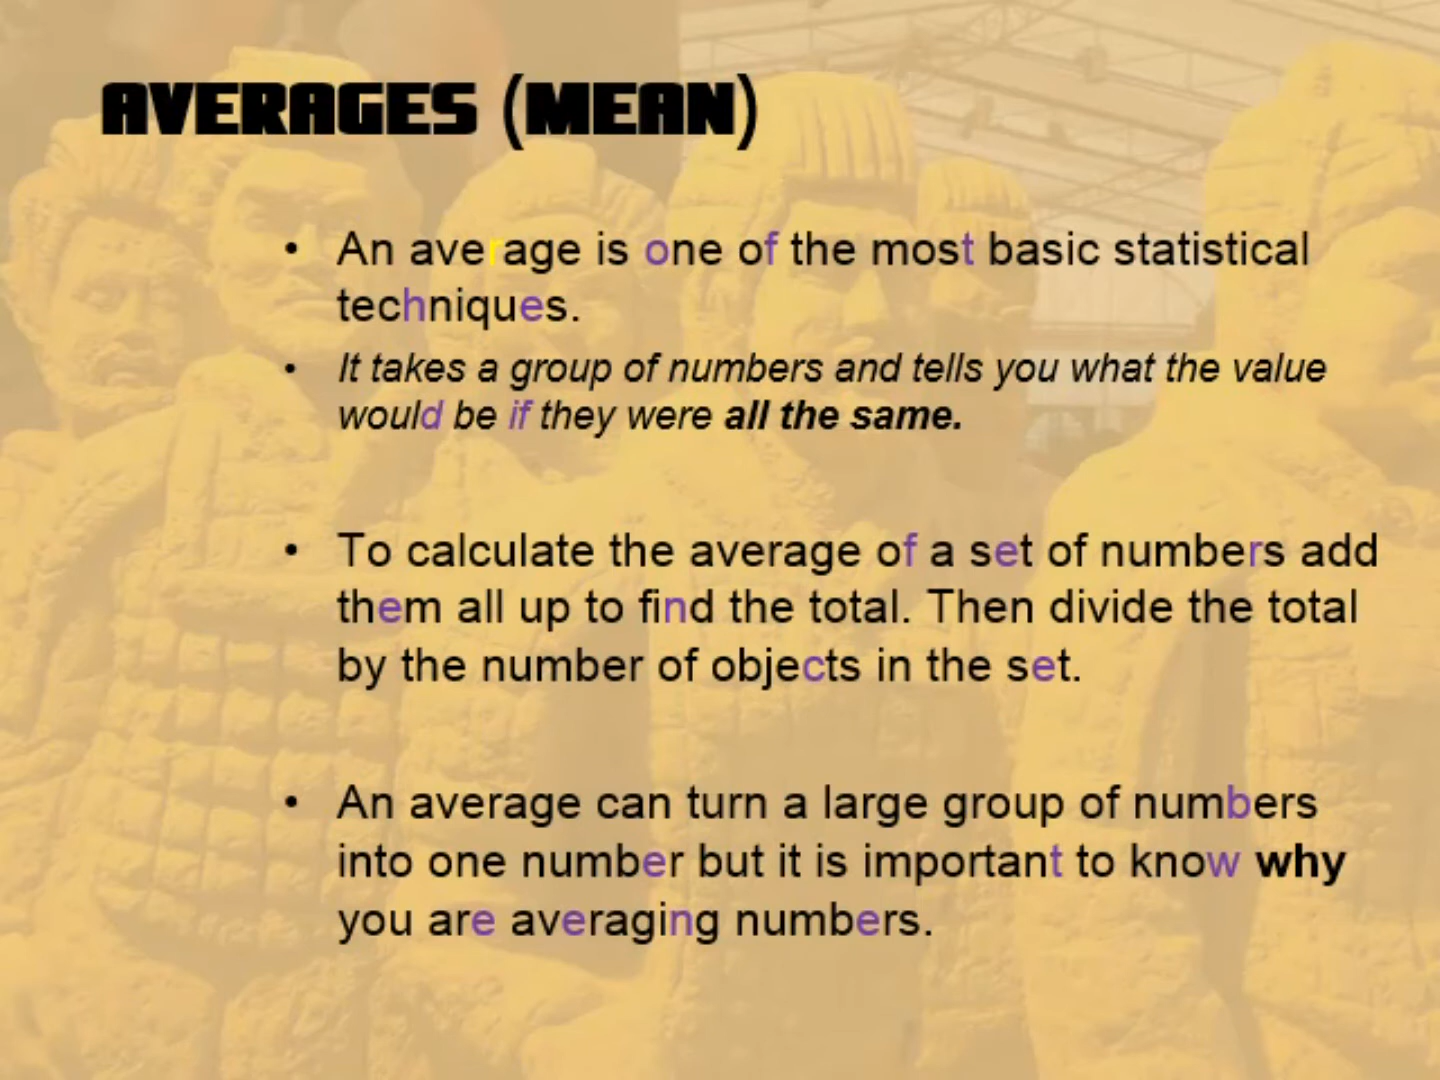 AVERAGES (MEAN)
• An average is one of the most basic statistical
techniques.
• It takes a group of numbers and tells you what the value
would be if they were all the same.
• To calculate the average of a set of numbers add
them all up to find the total. Then divide the total
by the number of objects in the set.
• An average can turn a large group of numbers
into one number but it is important to know why
you are averaging numbers.